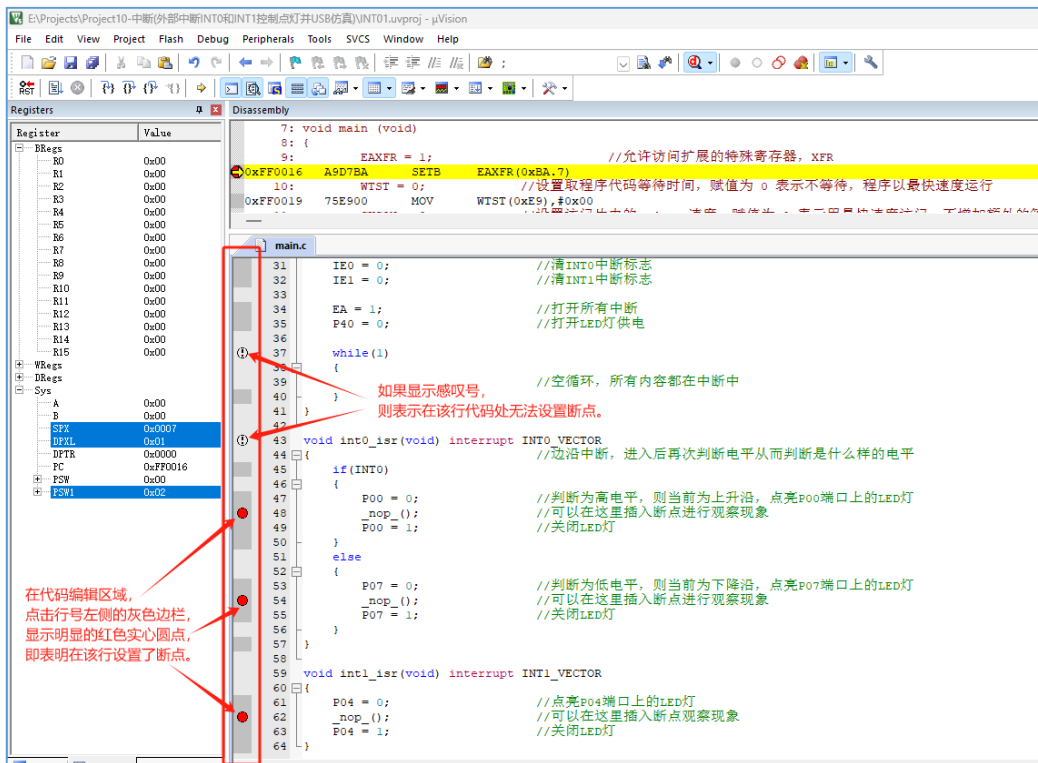 E:\Projects\Project10-中断(外部中断INT0和INT1控制点灯并USB仿真)\INT01.uvproj - µVision
File Edit View Project Flash Debug Peripherals Tools SVCS Window Help
Registers
Register Value
BRegs
R0 0x00
R1 0x00
R2 0x00
R3 0x00
R4 0x00
R5 0x00
R6 0x00
R7 0x00
R8 0x00
R9 0x00
R10 0x00
R11 0x00
R12 0x00
R13 0x00
R14 0x00
R15 0x00
WRegs
DRegs
Sys
A 0x00
B 0x00
SPX 0x0007
DPXL 0x01
DPTR 0x0000
PC 0xFF0016
PSW 0x00
PSW1 0x02
Disassembly
7: void main (void)
8: {
9: EAXFR = 1; //允许访问扩展的特殊寄存器，XFR
0xFF0016 A9D7BA SETB EAXFR(0xBA.7)
10: WTST = 0; //设置取程序代码等待时间，赋值为 0 表示不等待，程序以最快速度运行
0xFF0019 75E900 MOV WTST(0xE9),#0x00
main.c
31 IE0 = 0; //清INT0中断标志
32 IE1 = 0; //清INT1中断标志
33
34 EA = 1; //打开所有中断
35 P40 = 0; //打开LED灯供电
36
37 while(1)
38 {
39 //空循环，所有内容都在中断中
40 }
41 }
42
43 void int0_isr(void) interrupt INT0_VECTOR
44 { //边沿中断，进入后再次判断电平从而判断是什么样的电平
45 if(INT0)
46 {
47 P00 = 0; //判断为高电平，则当前为上升沿，点亮P00端口上的LED灯
48 _nop_(); //可以在这里插入断点进行观察现象
49 P00 = 1; //关闭LED灯
50 }
51 else
52 {
53 P07 = 0; //判断为低电平，则当前为下降沿，点亮P07端口上的LED灯
54 _nop_(); //可以在这里插入断点进行观察现象
55 P07 = 1; //关闭LED灯
56 }
57 }
58
59 void int1_isr(void) interrupt INT1_VECTOR
60 {
61 P04 = 0; //点亮P04端口上的LED灯
62 _nop_(); //可以在这里插入断点观察现象
63 P04 = 1; //关闭LED灯
64 }
如果显示感叹号，
则表示在该行代码处无法设置断点。
在代码编辑区域，
点击行号左侧的灰色边栏，
显示明显的红色实心圆点，
即表明在该行设置了断点。